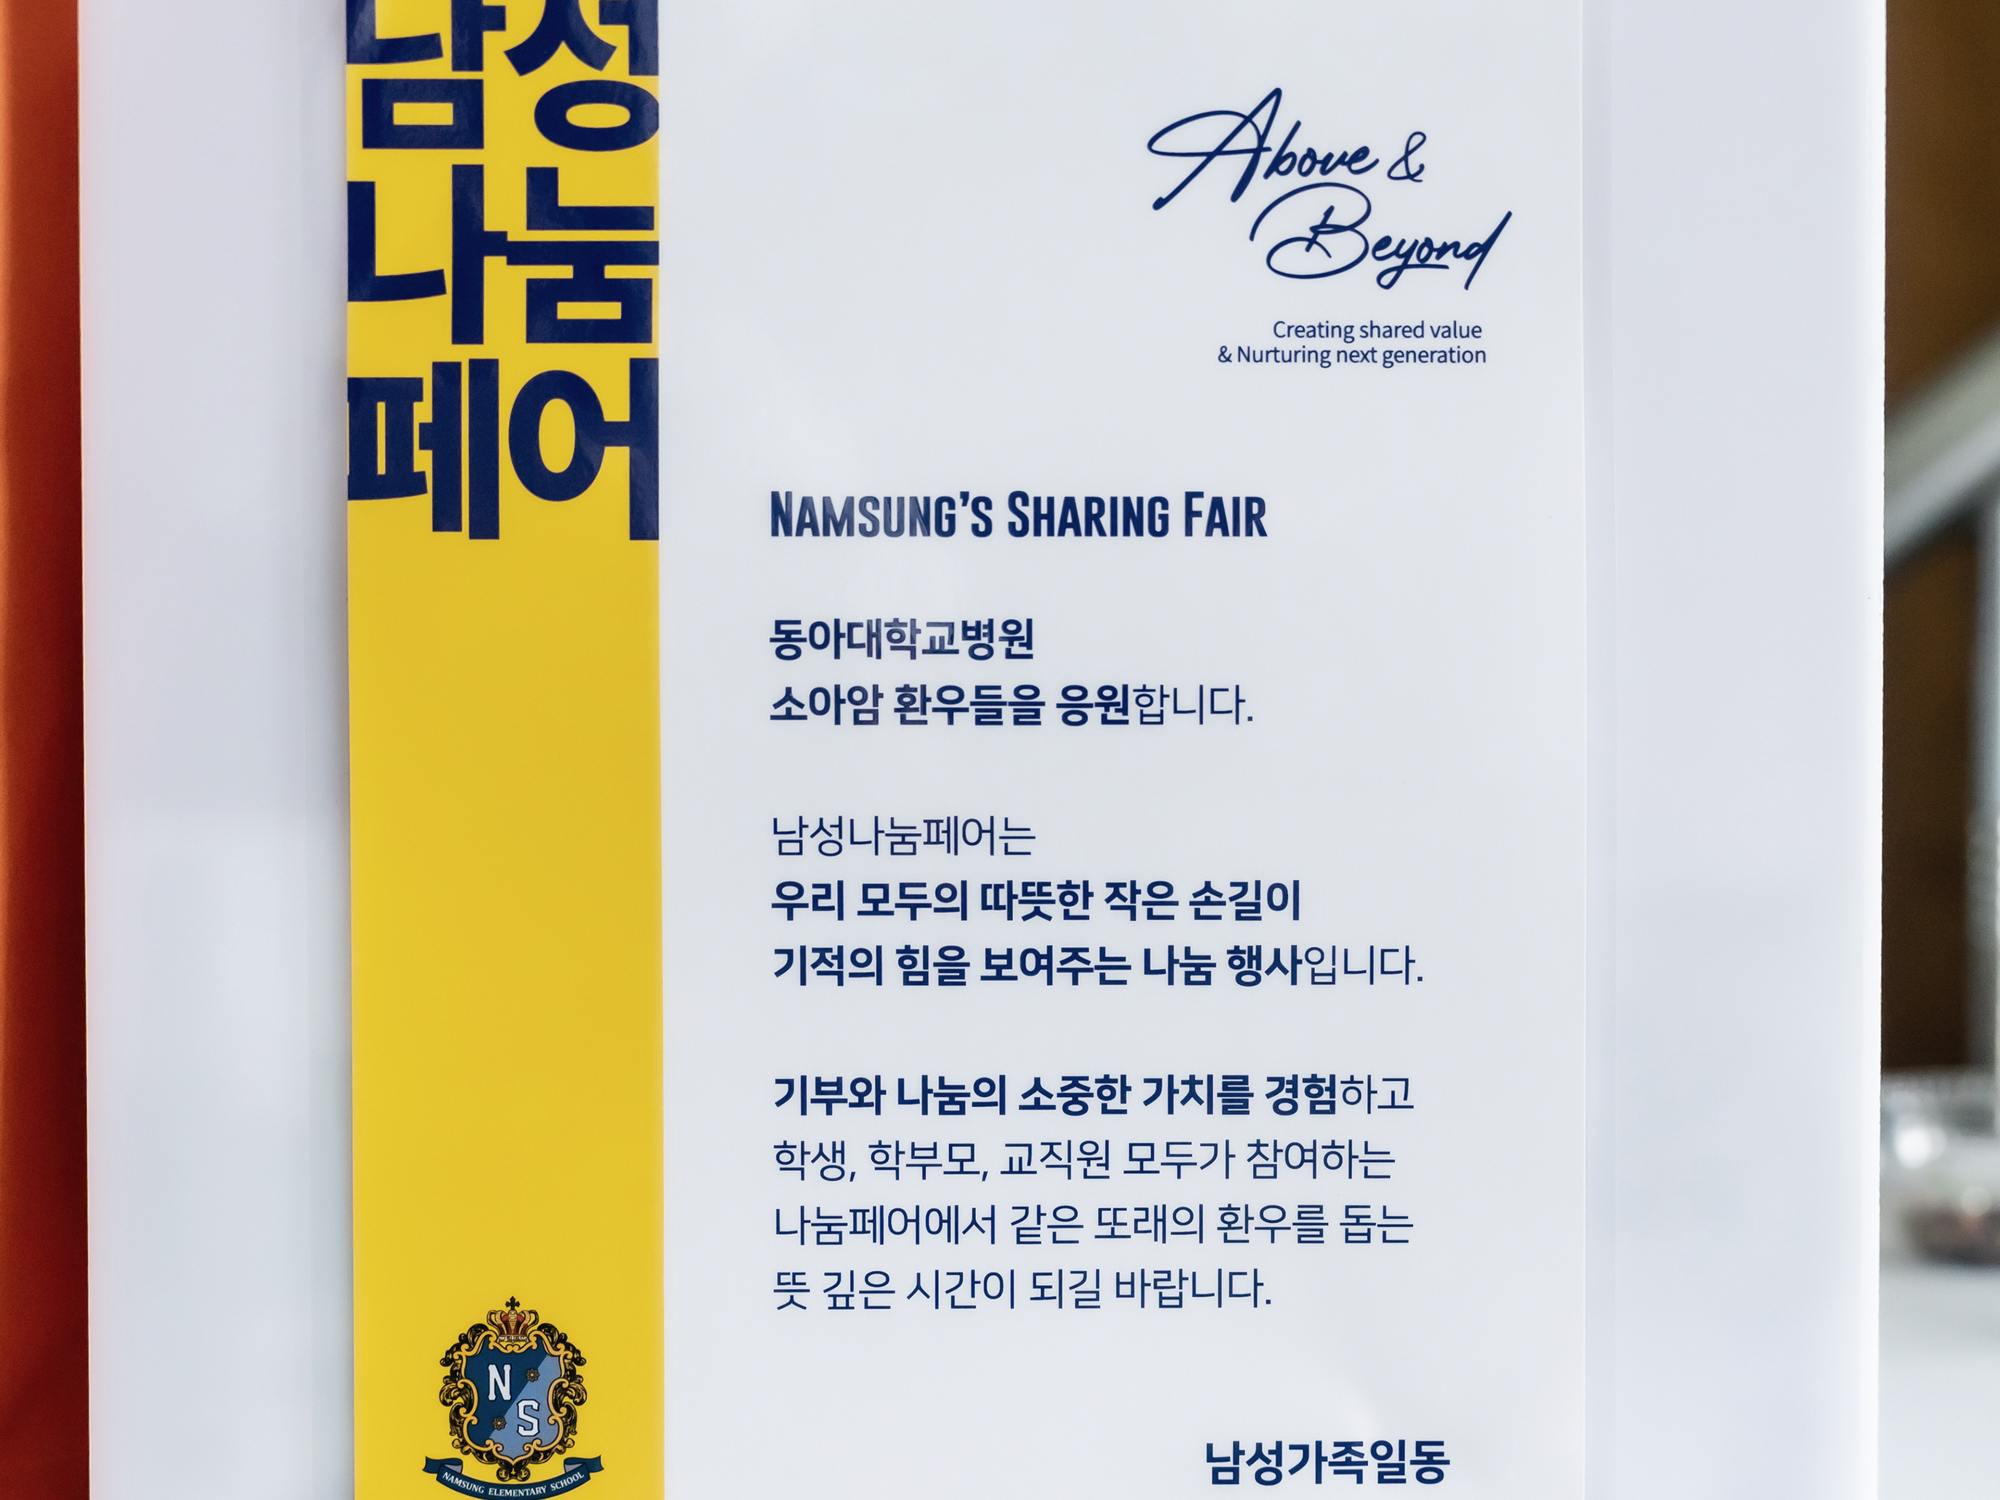 남성
나눔
페어
Above &
Beyond
Creating shared value
& Nurturing next generation
NAMSUNG'S SHARING FAIR
동아대학교병원
소아암 환우들을 응원합니다.
남성나눔페어는
우리 모두의 따뜻한 작은 손길이
기적의 힘을 보여주는 나눔 행사입니다.
기부와 나눔의 소중한 가치를 경험하고
학생, 학부모, 교직원 모두가 참여하는
나눔페어에서 같은 또래의 환우를 돕는
뜻 깊은 시간이 되길 바랍니다.
남성가족일동
N
S
NAMSUNG ELEMENTARY SCHOOL